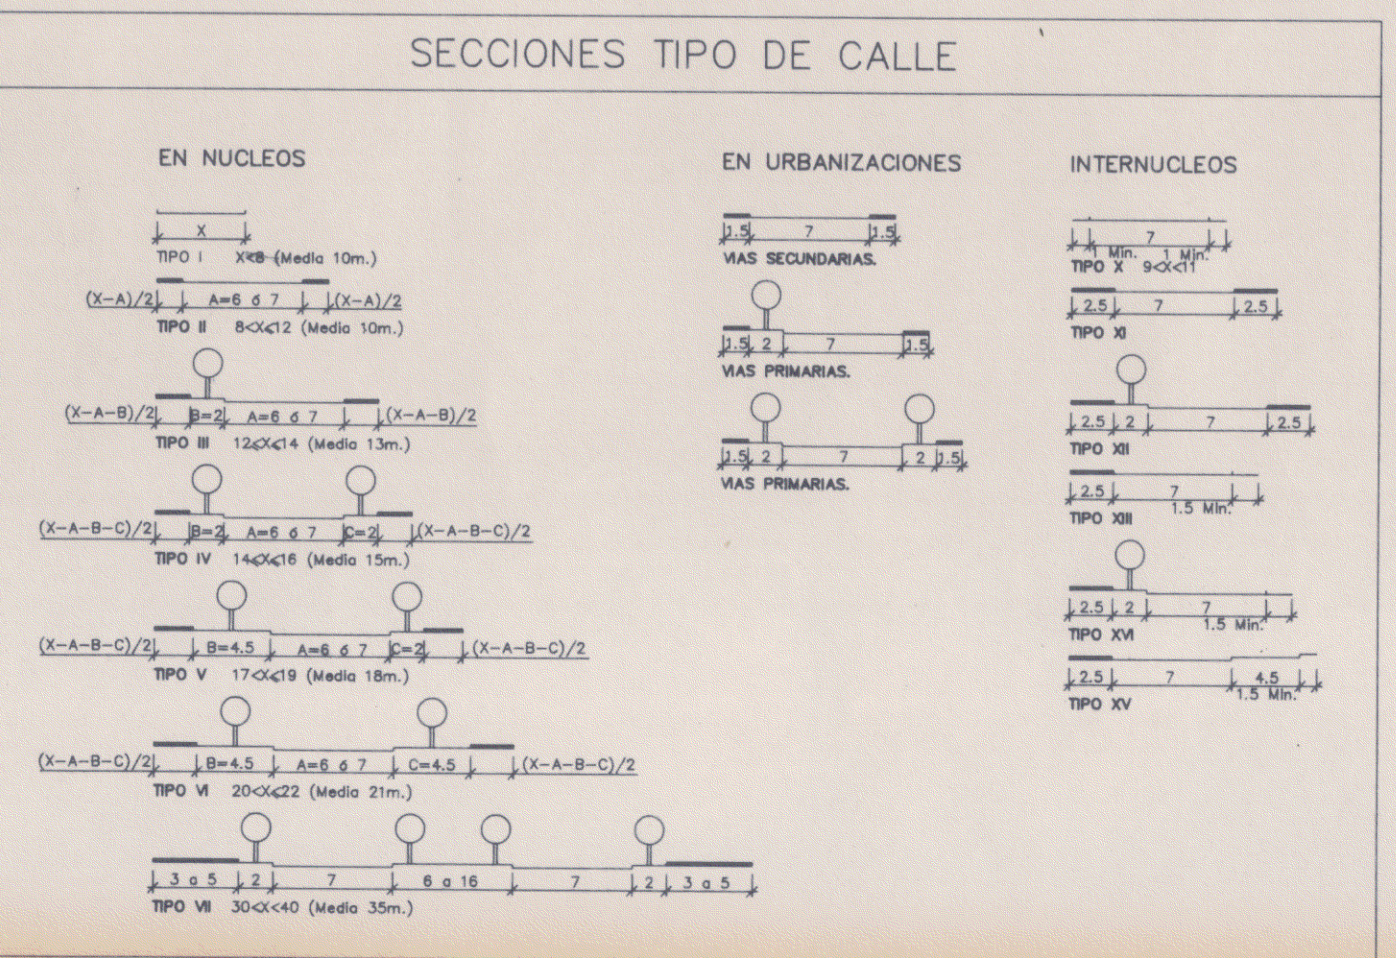 SECCIONES TIPO DE CALLE
EN NUCLEOS
X
TIPO I X<8 (Media 10m.)
(X-A)/2 A=6 ó 7 (X-A)/2
TIPO II 8<X⩽12 (Media 10m.)
(X-A-B)/2 B=2 A=6 ó 7 (X-A-B)/2
TIPO III 12⩽X⩽14 (Media 13m.)
(X-A-B-C)/2 B=2 A=6 ó 7 C=2 (X-A-B-C)/2
TIPO IV 14⩽X⩽16 (Media 15m.)
(X-A-B-C)/2 B=4.5 A=6 ó 7 C=2 (X-A-B-C)/2
TIPO V 17<X⩽19 (Media 18m.)
(X-A-B-C)/2 B=4.5 A=6 ó 7 C=4.5 (X-A-B-C)/2
TIPO VI 20<X⩽22 (Media 21m.)
3 a 5 2 7 6 a 16 7 2 3 a 5
TIPO VII 30<X<40 (Media 35m.)
EN URBANIZACIONES
1.5 7 1.5
VIAS SECUNDARIAS.
1.5 2 7 1.5
VIAS PRIMARIAS.
1.5 2 7 2 1.5
VIAS PRIMARIAS.
INTERNUCLEOS
7
1 Min. 1 Min.
TIPO X 9<X<11
2.5 7 2.5
TIPO XI
2.5 2 7 2.5
TIPO XII
2.5 7
1.5 Min.
TIPO XIII
2.5 2 7
1.5 Min.
TIPO XVI
2.5 7 4.5
1.5 Min.
TIPO XV